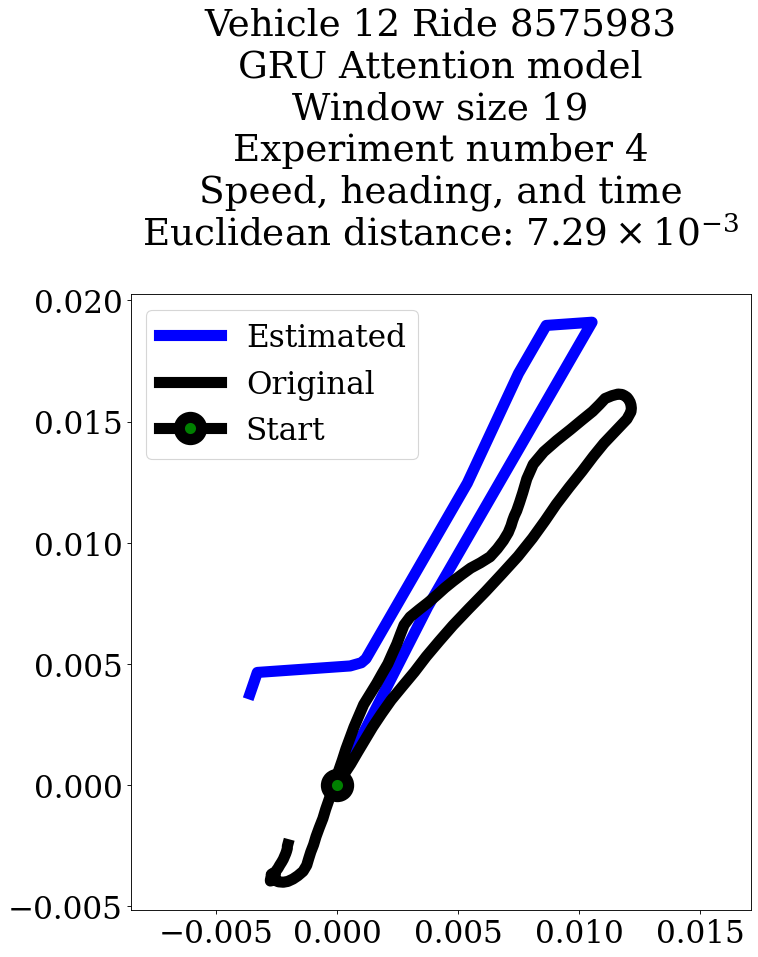 Vehicle 12 Ride 8575983
GRU Attention model
Window size 19
Experiment number 4
Speed, heading, and time
Euclidean distance: 7.29 × 10⁻³
0.020
0.015
0.010
0.005
0.000
−0.005
Estimated
Original
Start
−0.005 0.000 0.005 0.010 0.015